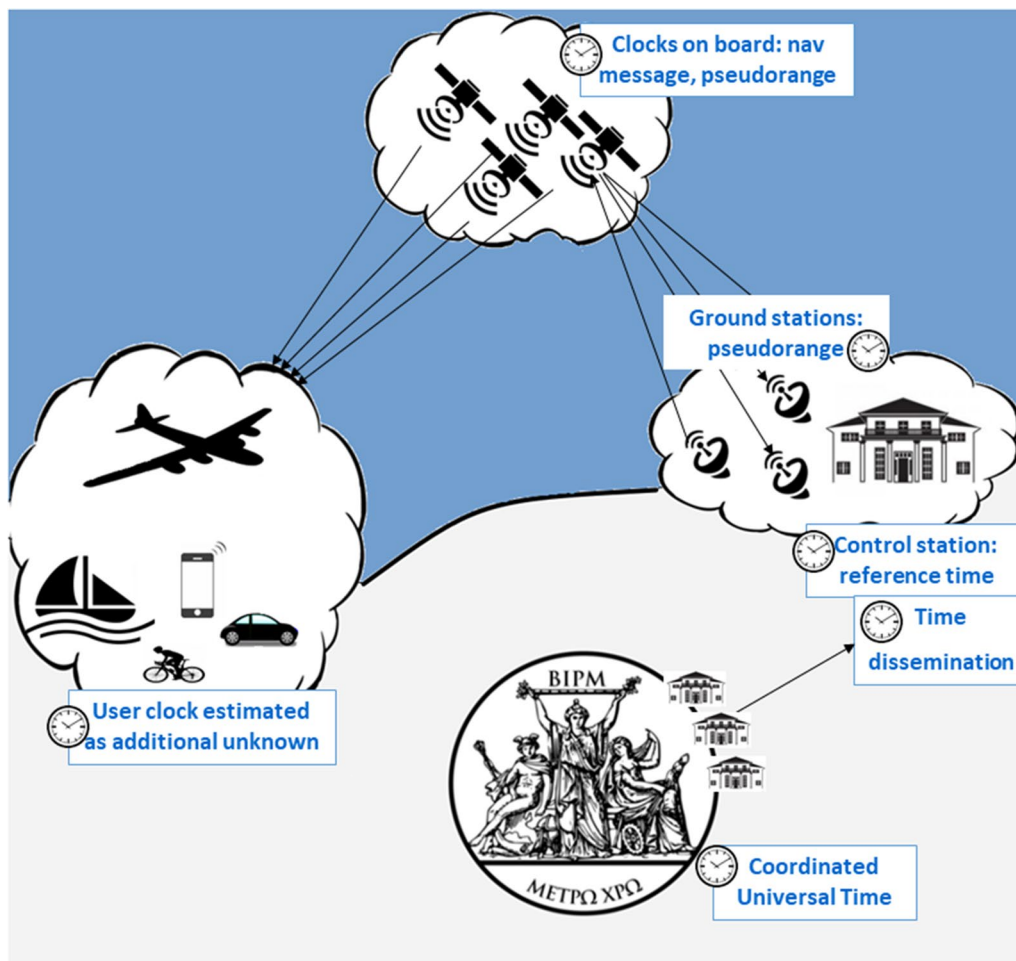 Clocks on board: nav
message, pseudorange
Ground stations:
pseudorange
Control station:
reference time
Time
dissemination
User clock estimated
as additional unknown
BIPM
ΜΕΤΡΩ ΧΡΩ
Coordinated
Universal Time